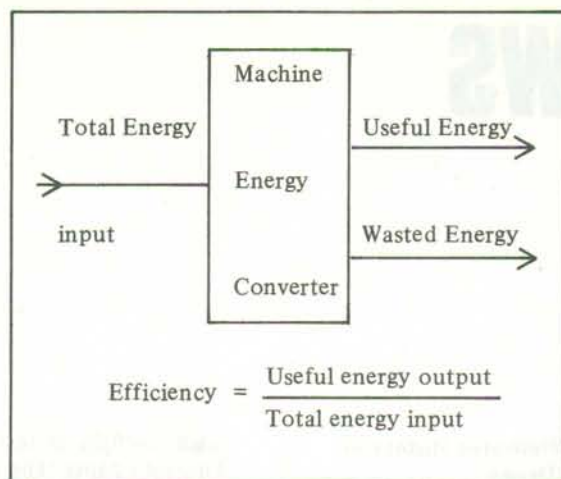 Machine
Total Energy
Useful Energy
Energy
input
Wasted Energy
Converter
Efficiency = Useful energy output
Total energy input